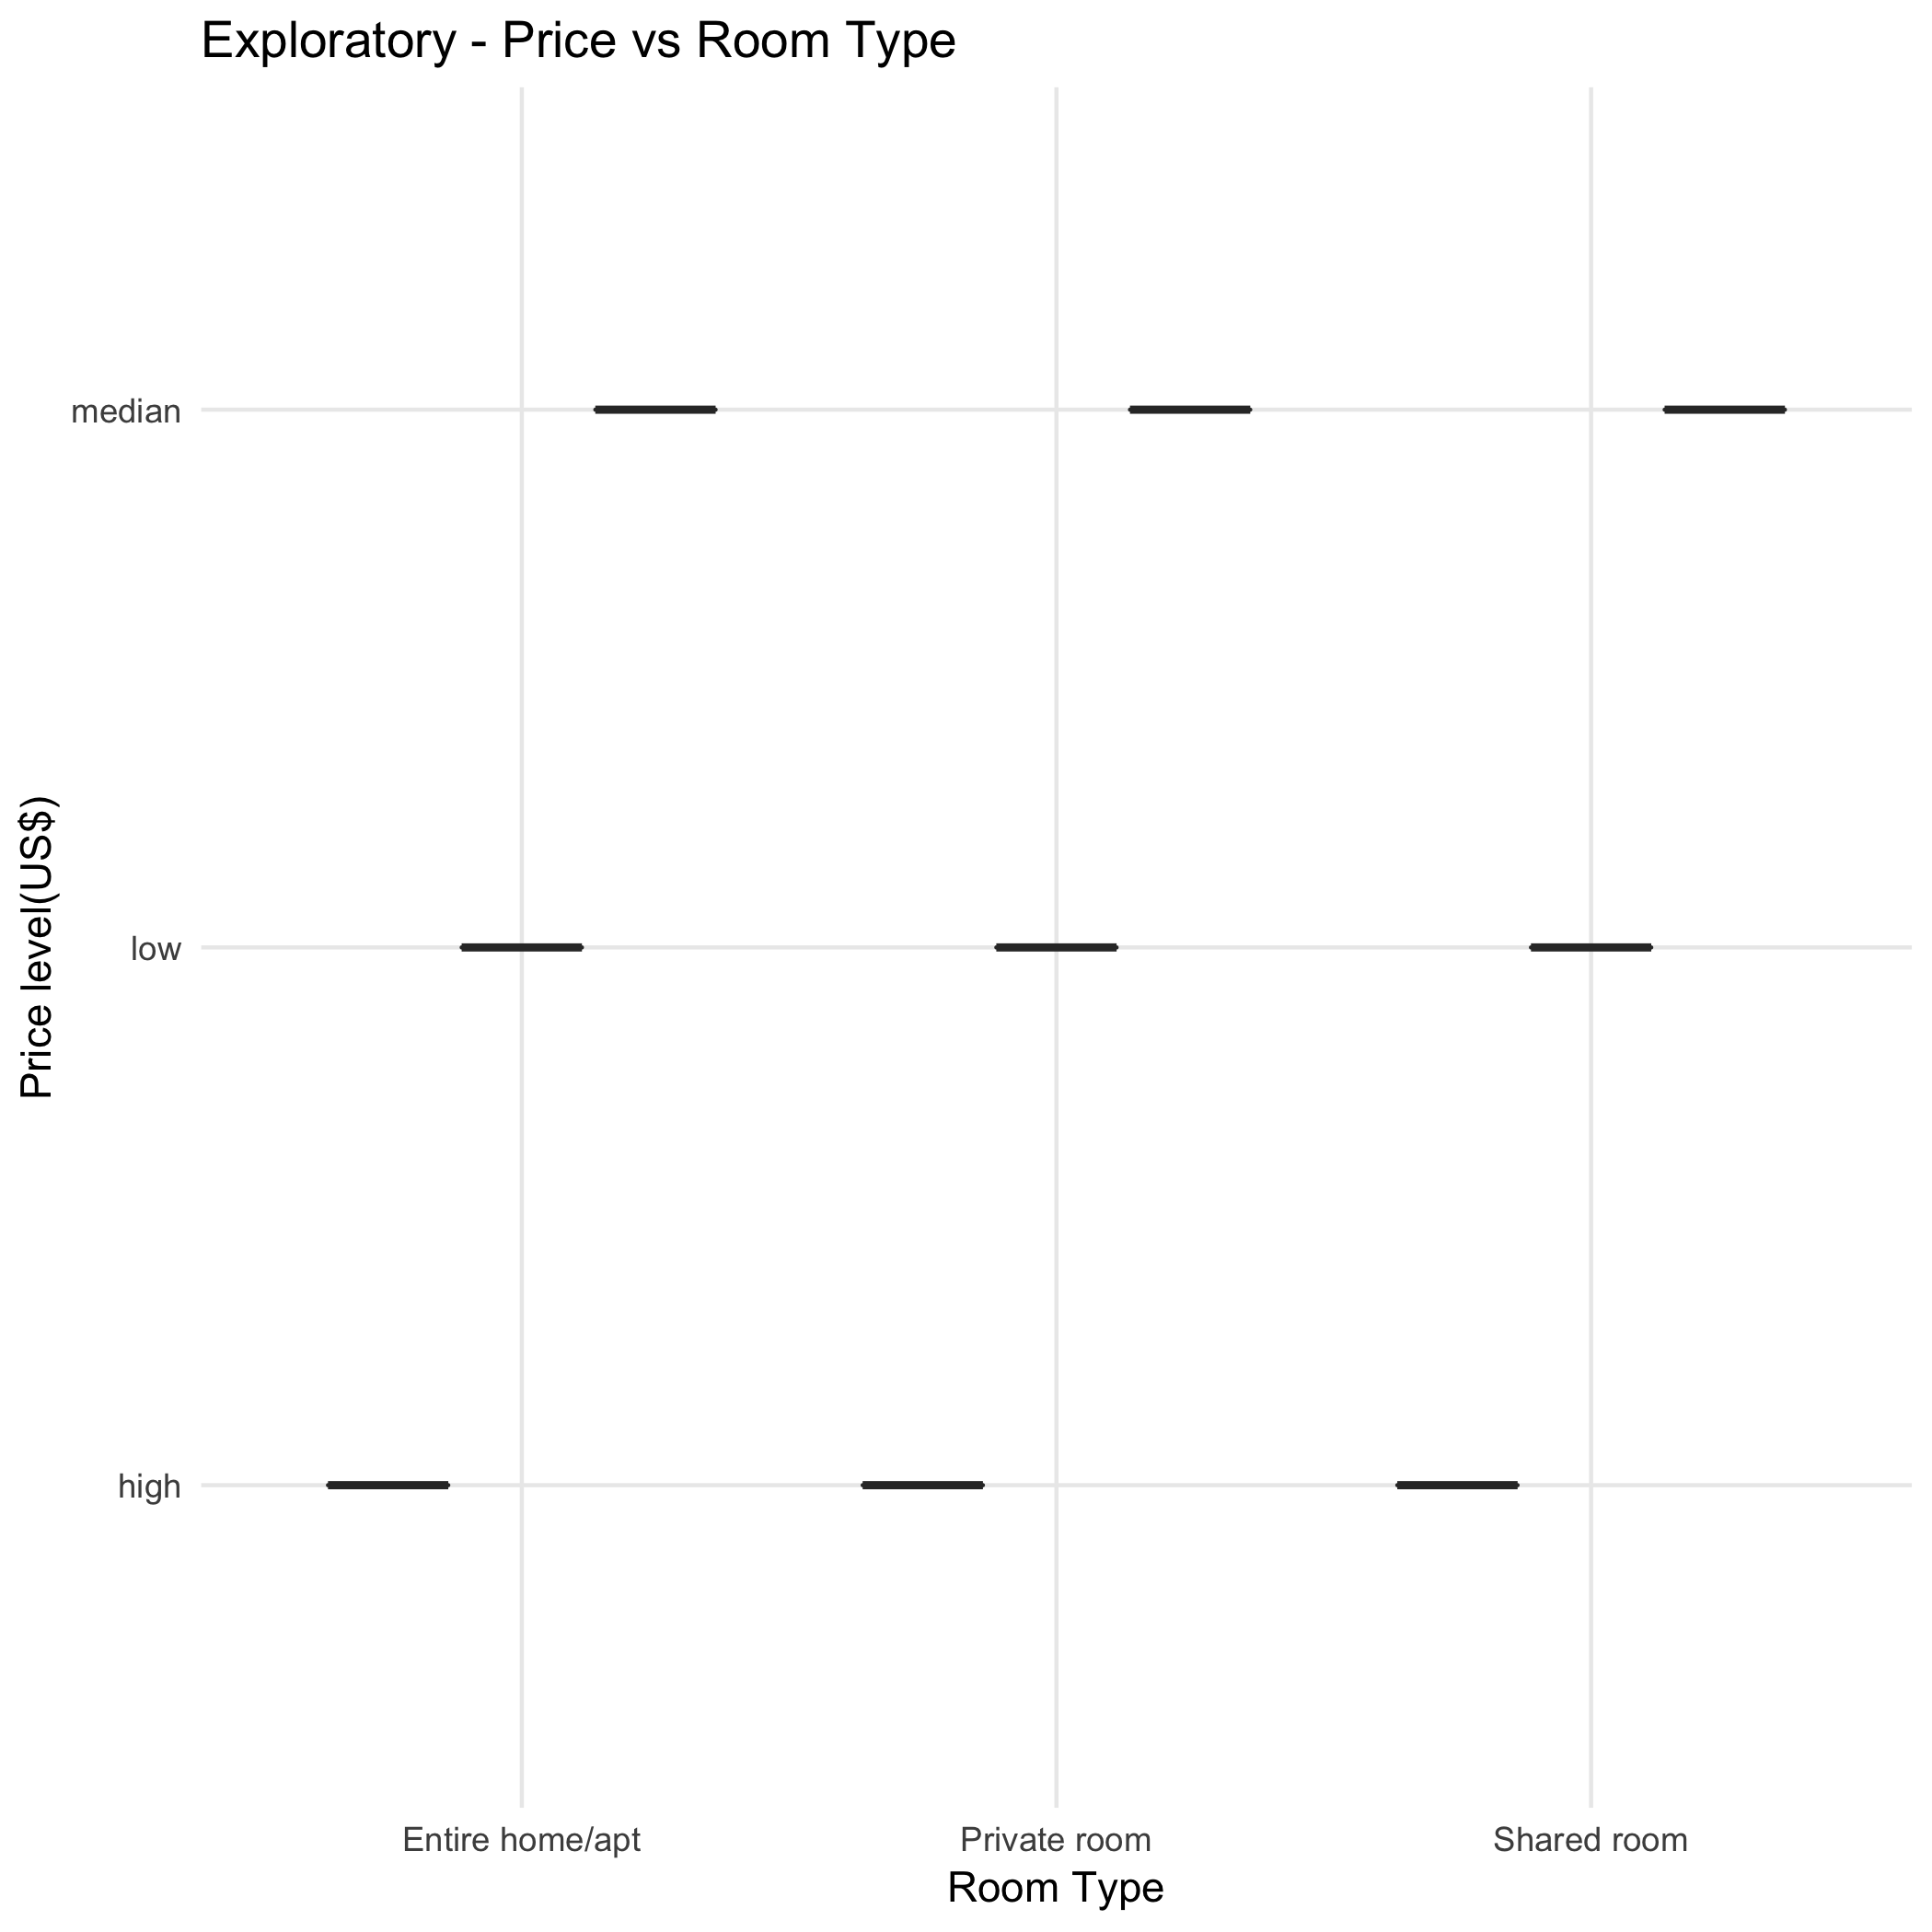 Exploratory - Price vs Room Type
Price level(US$)
median
low
high
Entire home/apt
Private room
Shared room
Room Type